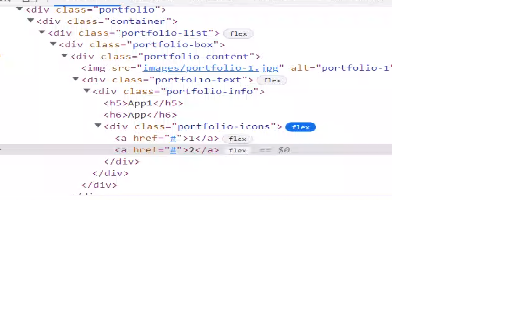 <div class="portfolio">
<div class="container">
<div class="portfolio-list"> flex
<div class="portfolio-box">
<div class="portfolio-content">
<img src="images/portfolio-1.jpg" alt="portfolio-1"
<div class="portfolio-text"> flex
<div class="portfolio-info">
<h5>App1</h5>
<h6>App</h6>
<div class="portfolio-icons"> flex
<a href="#">1</a> flex
<a href="#">2</a> flex == $0
</div>
</div>
</div>